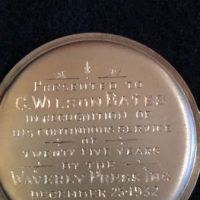 PRESENTED TO
G. WILSON BATES
IN RECOGNITION OF
HIS CONTINUOUS SERVICE
OF
TWENTY FIVE YEARS
BY THE
WAVERLY PRESS INC
DECEMBER 25 1932